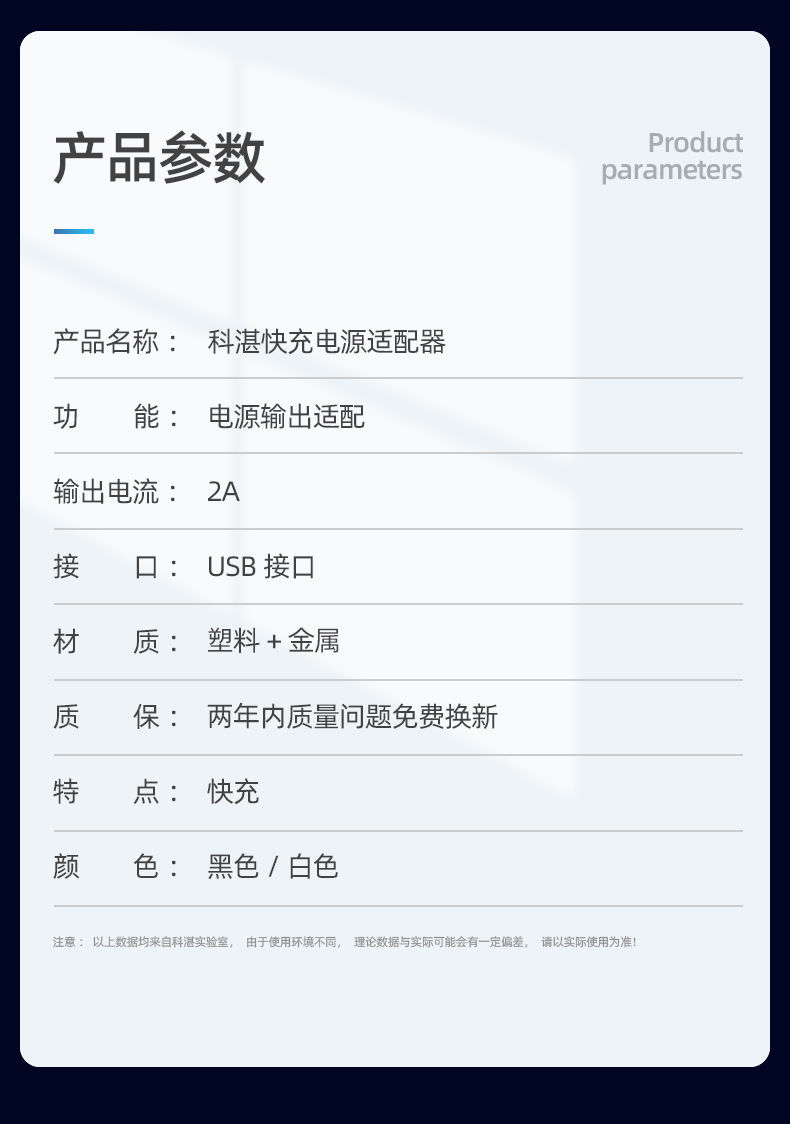 产品参数
Product
parameters
产品名称： 科湛快充电源适配器
功 能： 电源输出适配
输出电流： 2A
接 口： USB 接口
材 质： 塑料 + 金属
质 保： 两年内质量问题免费换新
特 点： 快充
颜 色： 黑色 / 白色
注意： 以上数据均来自科湛实验室， 由于使用环境不同， 理论数据与实际可能会有一定偏差， 请以实际使用为准！